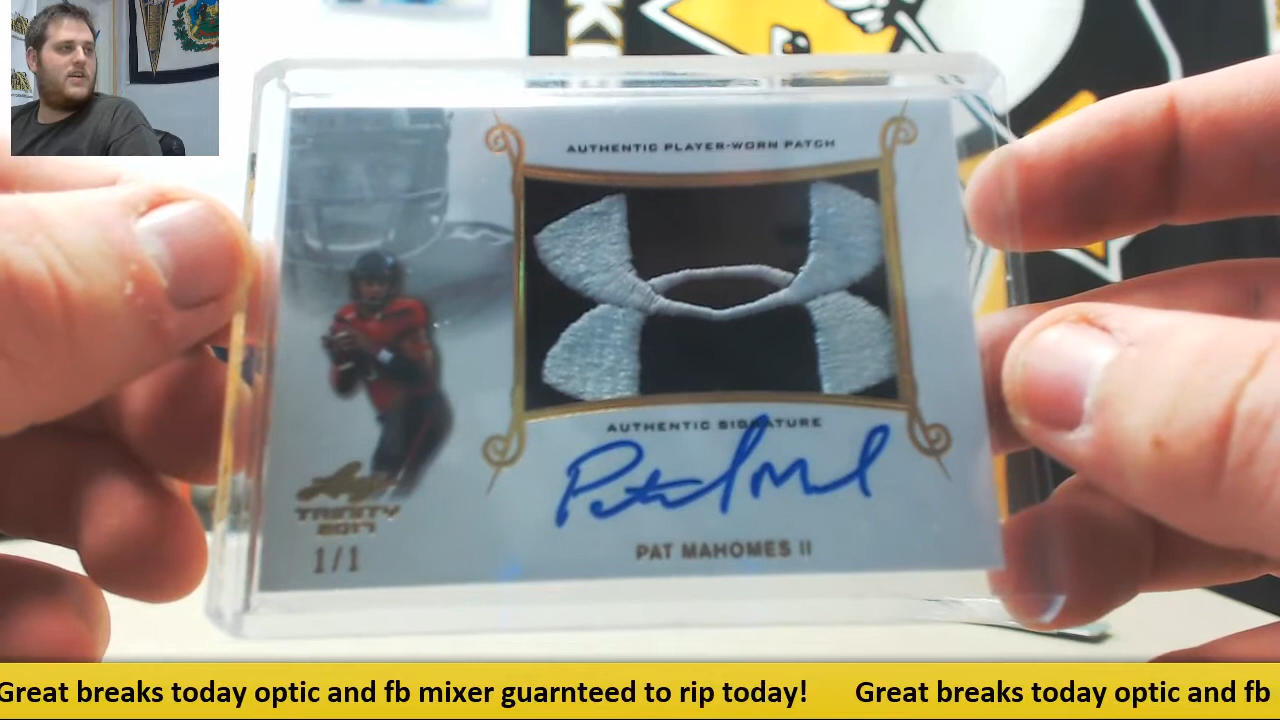 AUTHENTIC PLAYER-WORN PATCH
AUTHENTIC SIGNATURE
PAT MAHOMES II
Leaf
TRINITY
2017
1/1
Great breaks today optic and fb mixer guarnteed to rip today! Great breaks today optic and fb